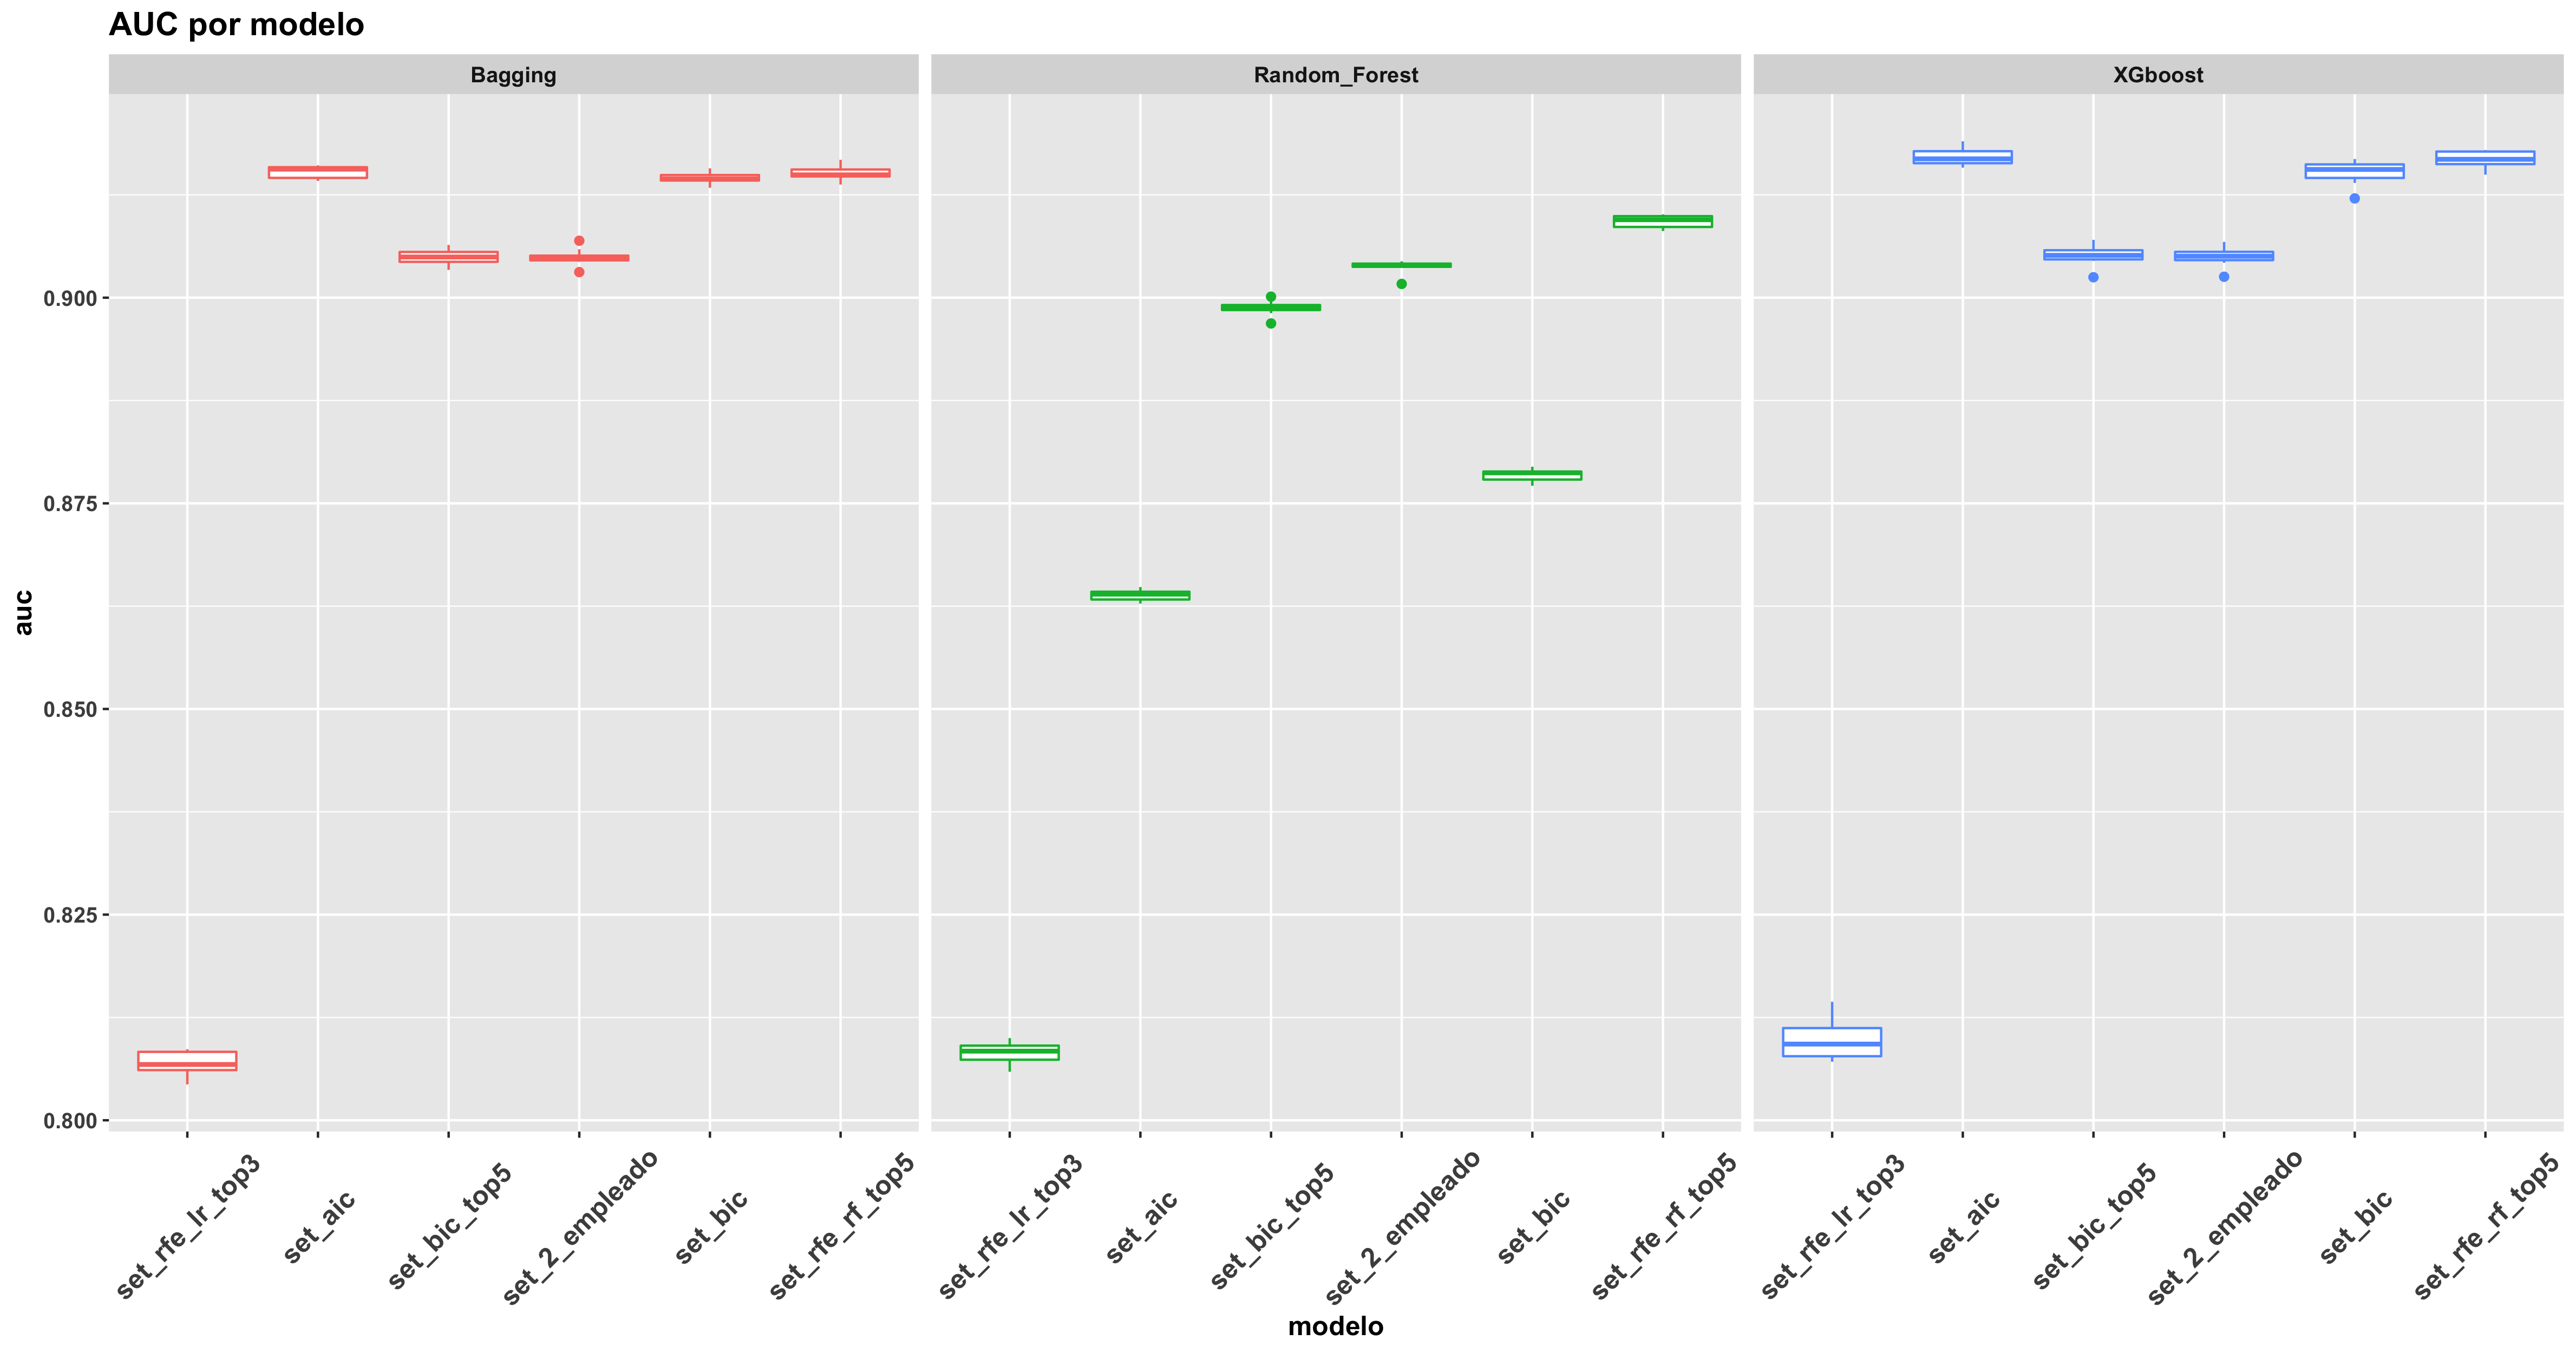 AUC por modelo
Bagging
Random_Forest
XGboost
auc
0.900
0.875
0.850
0.825
0.800
set_rfe_lr_top3
set_aic
set_bic_top5
set_2_empleado
set_bic
set_rfe_rf_top5
set_rfe_lr_top3
set_aic
set_bic_top5
set_2_empleado
set_bic
set_rfe_rf_top5
set_rfe_lr_top3
set_aic
set_bic_top5
set_2_empleado
set_bic
set_rfe_rf_top5
modelo